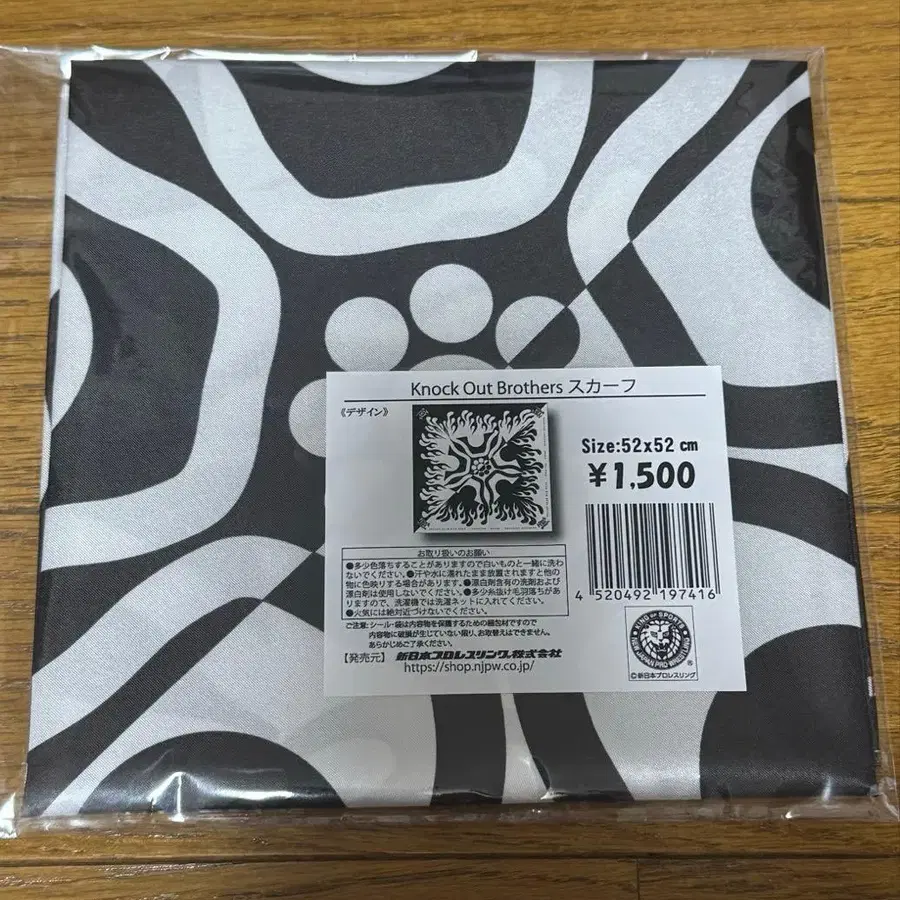 Knock Out Brothers スカーフ
《デザイン》
Size:52x52 cm
¥1,500
お取り扱いのお願い
●多少色落ちすることがありますので白いものと一緒に洗わ
ないでください。●汗や水に濡れたまま放置されますと他の
物に色映りする場合があります。●漂白剤含有の洗剤および
漂白剤は使用しないでください。●多少糸抜け毛羽落ちがあ
りますので、洗濯機では洗濯ネットに入れてください。
●火気には絶対近づけないでください。
ご注意:シール・袋は内容物を保護するための梱包材ですので
内容物に破損が生じていない限り、お取替えはできません。
あらかじめご了承ください。
【発売元】 新日本プロレスリング株式会社
https://shop.njpw.co.jp/
4 520492 197416
KING OF SPORTS
NEW JAPAN PRO-WRESTLING
®
©新日本プロレスリング